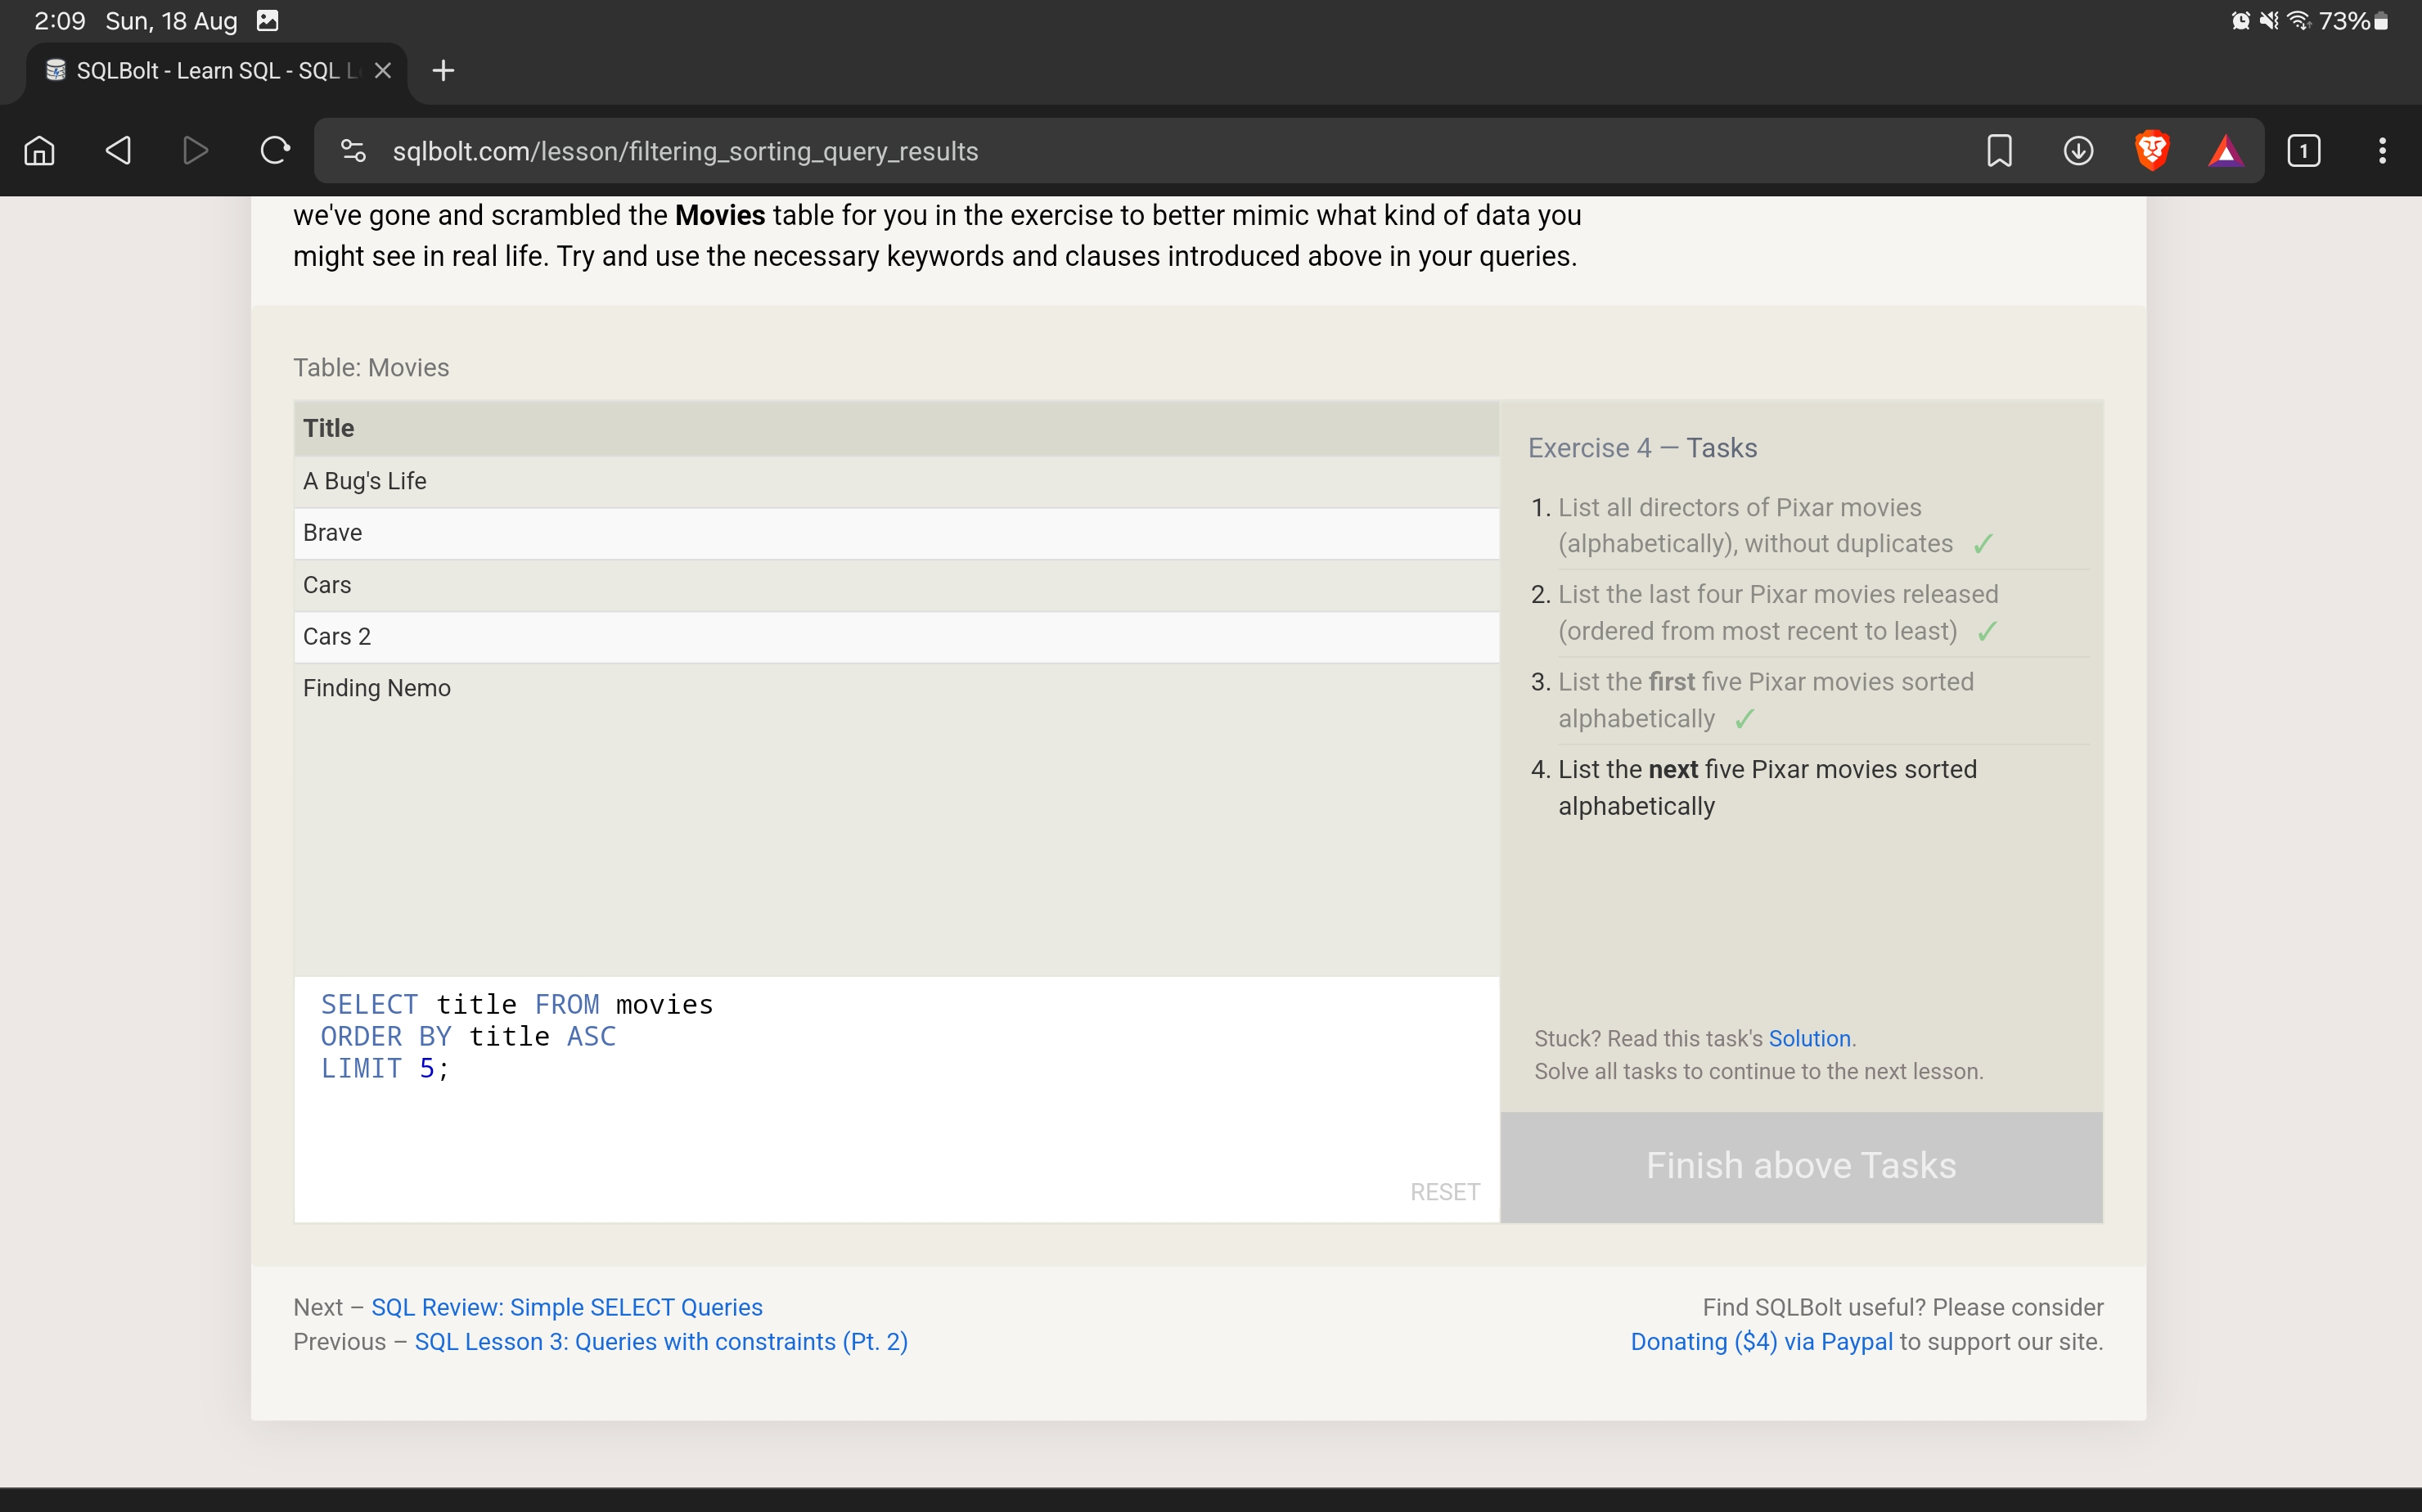 2:09 Sun, 18 Aug 73%
SQLBolt - Learn SQL - SQL L
sqlbolt.com/lesson/filtering_sorting_query_results
1
we've gone and scrambled the Movies table for you in the exercise to better mimic what kind of data you
might see in real life. Try and use the necessary keywords and clauses introduced above in your queries.
Table: Movies
Title
A Bug's Life
Brave
Cars
Cars 2
Finding Nemo
SELECT title FROM movies
ORDER BY title ASC
LIMIT 5;
RESET
Exercise 4 — Tasks
1. List all directors of Pixar movies
(alphabetically), without duplicates ✓
2. List the last four Pixar movies released
(ordered from most recent to least) ✓
3. List the first five Pixar movies sorted
alphabetically ✓
4. List the next five Pixar movies sorted
alphabetically
Stuck? Read this task's Solution.
Solve all tasks to continue to the next lesson.
Finish above Tasks
Next – SQL Review: Simple SELECT Queries
Previous – SQL Lesson 3: Queries with constraints (Pt. 2)
Find SQLBolt useful? Please consider
Donating ($4) via Paypal to support our site.